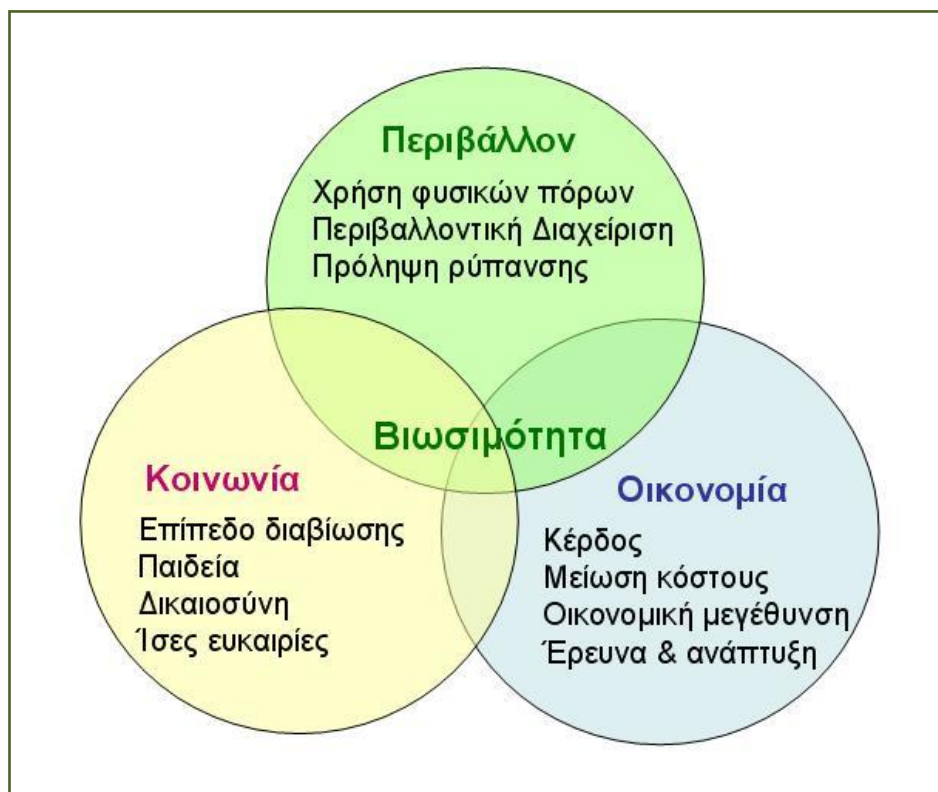 Περιβάλλον
Χρήση φυσικών πόρων
Περιβαλλοντική Διαχείριση
Πρόληψη ρύπανσης
Βιωσιμότητα
Κοινωνία
Επίπεδο διαβίωσης
Παιδεία
Δικαιοσύνη
Ίσες ευκαιρίες
Οικονομία
Κέρδος
Μείωση κόστους
Οικονομική μεγέθυνση
Έρευνα & ανάπτυξη